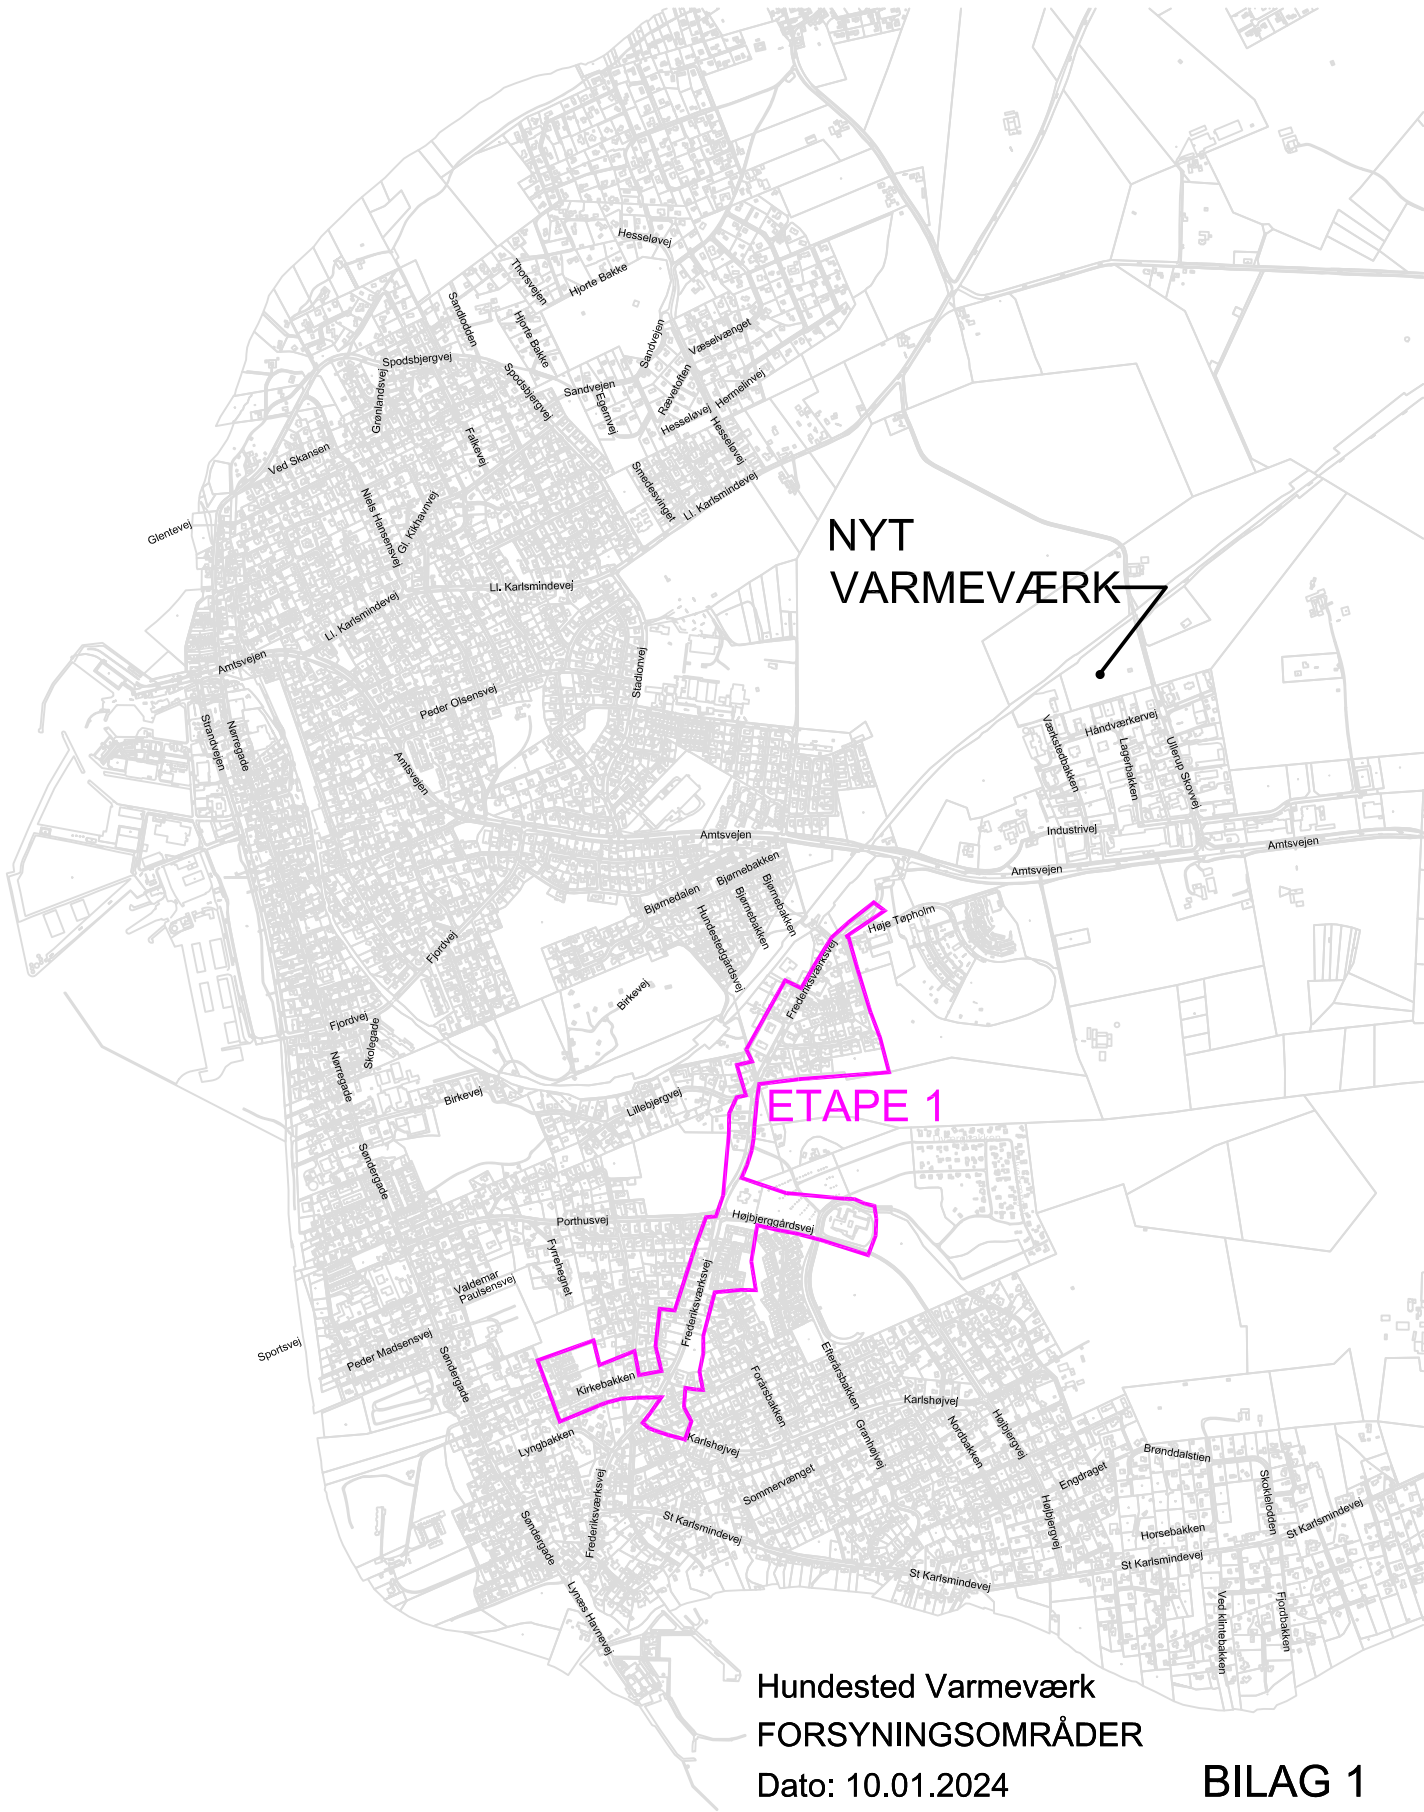 Hesseløvej
Thorsvejen
Hjorte Bakke
Sandlodden
Hjorte Bakke
Sandvejen
Væselvænget
Spodsbjergvej
Grønlandsvej
Spodsbjergvej
Sandvejen
Egernvej
Rævetoften
Hermelinvej
Hesseløvej
Hesseløvej
Falkevej
Ved Skansen
Smedesvinget
Ll. Karlsmindevej
Niels Hansensvej
Gl. Kikhavnvej
Glentevej
NYT
VARMEVÆRK
Ll. Karlsmindevej
Ll. Karlsmindevej
Amtsvejen
Stadionvej
Peder Olsensvej
Strandvejen
Nørregade
Amtsvejen
Håndværkervej
Værkstedbakken
Lagerbakken
Ullerup Skovvej
Industrivej
Amtsvejen
Amtsvejen
Amtsvejen
Bjørnebakken
Bjørnedalen
Bjørnebakken
Bjørnebakken
Hundestedgårdsvej
Høje Tøpholm
Fjordvej
Frederiksværksvej
Birkevej
Fjordvej
Skolegade
Nørregade
Birkevej
Lillebjergvej
ETAPE 1
Søndergade
Porthusvej
Højbjerggårdsvej
Fyrrehegnet
Valdemar
Paulsensvej
Frederiksværksvej
Sportsvej
Peder Madsensvej
Søndergade
Kirkebakken
Forårsbakken
Efterårsbakken
Karlshøjvej
Granhøjvej
Nordbakken
Højbjergvej
Lyngbakken
Karlshøjvej
Brønddalstien
Sommervænget
Engdraget
Skoklelodden
Frederiksværksvej
Søndergade
St Karlsmindevej
Højbjergvej
Horsebakken
St Karlsmindevej
St Karlsmindevej
St Karlsmindevej
Lynæs Havnevej
Ved klintebakken
Fjordbakken
Hundested Varmeværk
FORSYNINGSOMRÅDER
Dato: 10.01.2024
BILAG 1